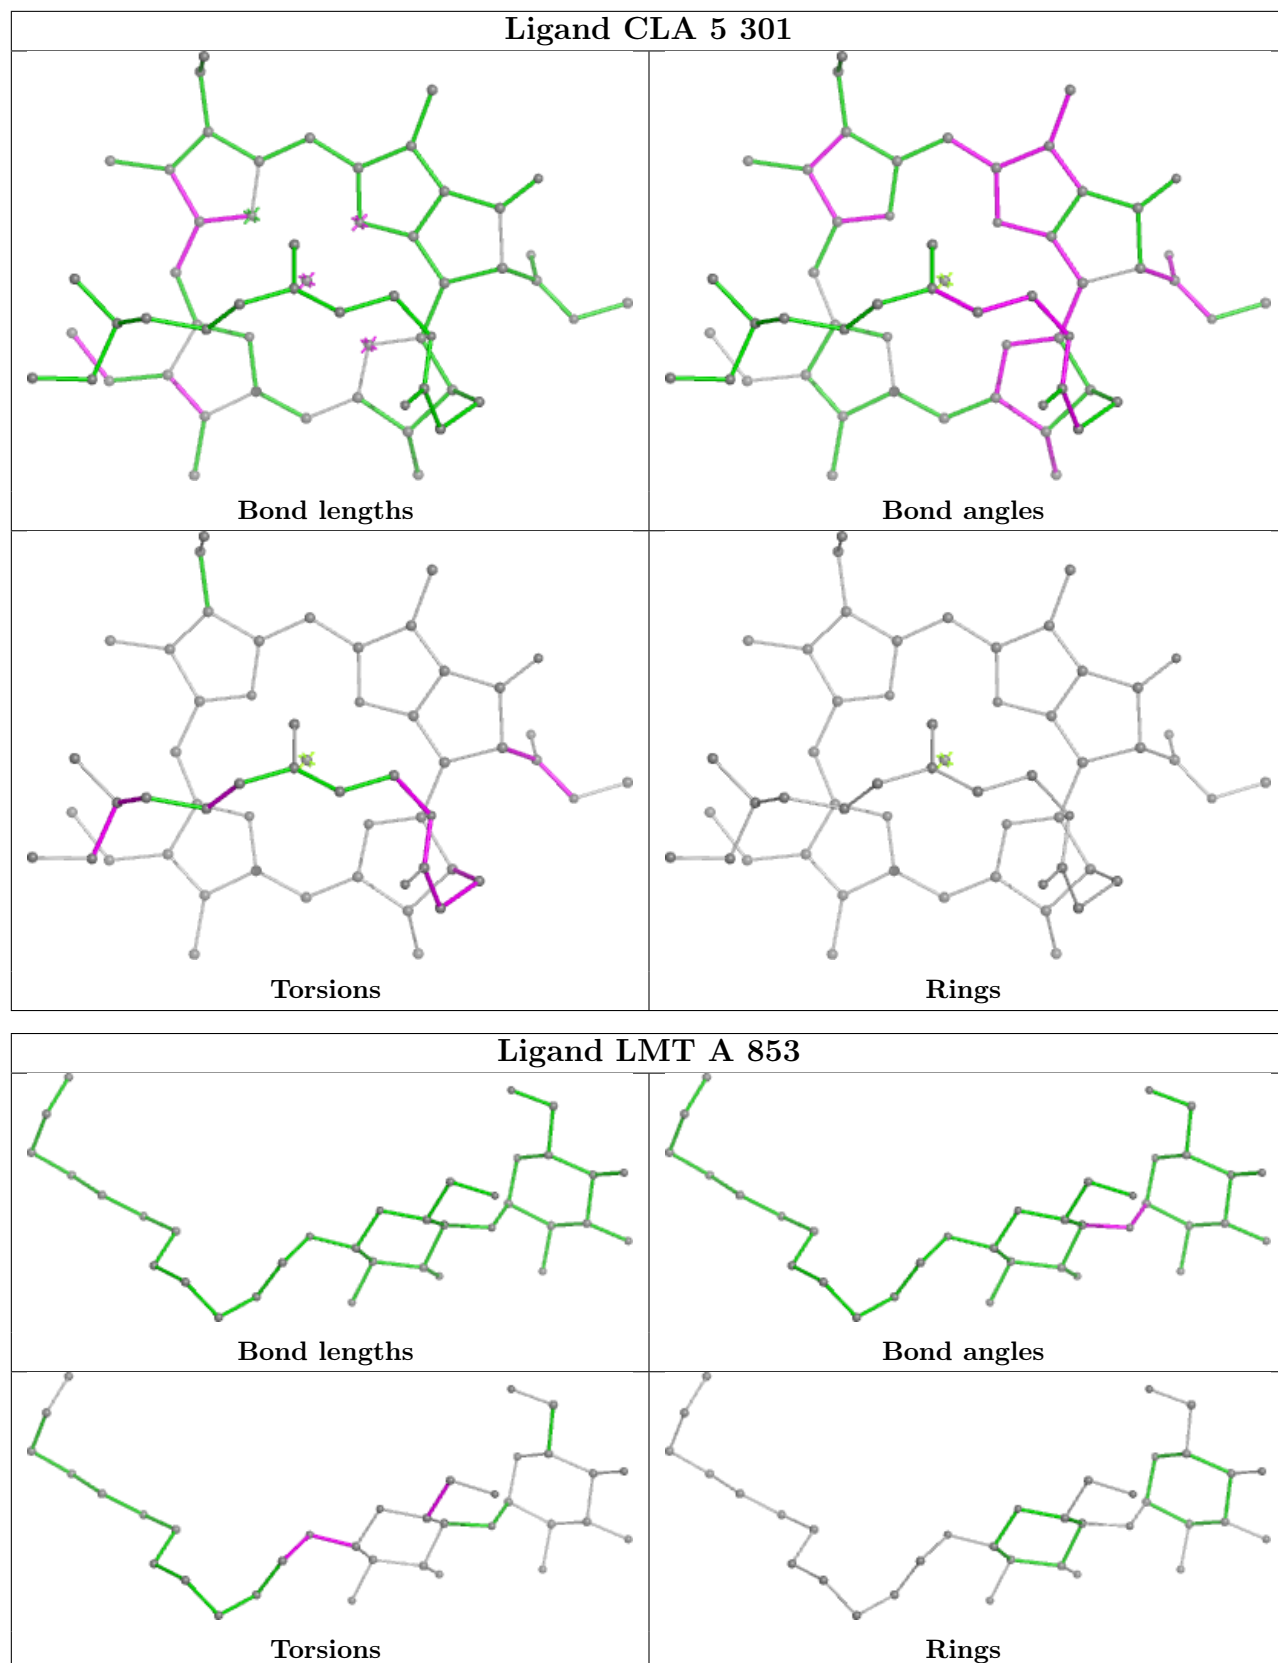 Ligand CLA 5 301
Bond lengths
Bond angles
Torsions
Rings
Ligand LMT A 853
Bond lengths
Bond angles
Torsions
Rings